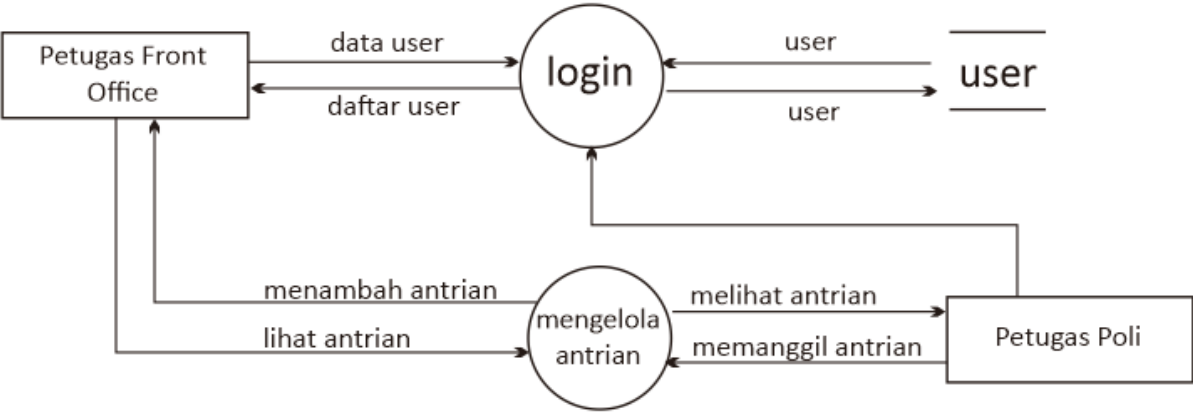 Petugas Front
Office
data user
daftar user
login
user
user
user
menambah antrian
lihat antrian
mengelola
antrian
melihat antrian
memanggil antrian
Petugas Poli